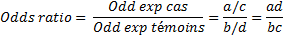 Odds ratio = Odd exp cas / Odd exp témoins = a/c / b/d = ad / bc